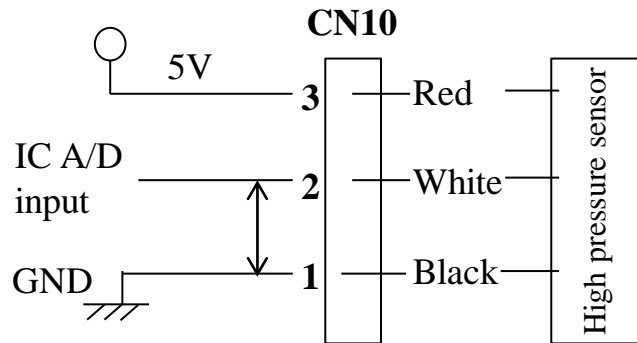 CN10
5V
3
Red
IC A/D
input
2
White
GND
1
Black
High pressure sensor